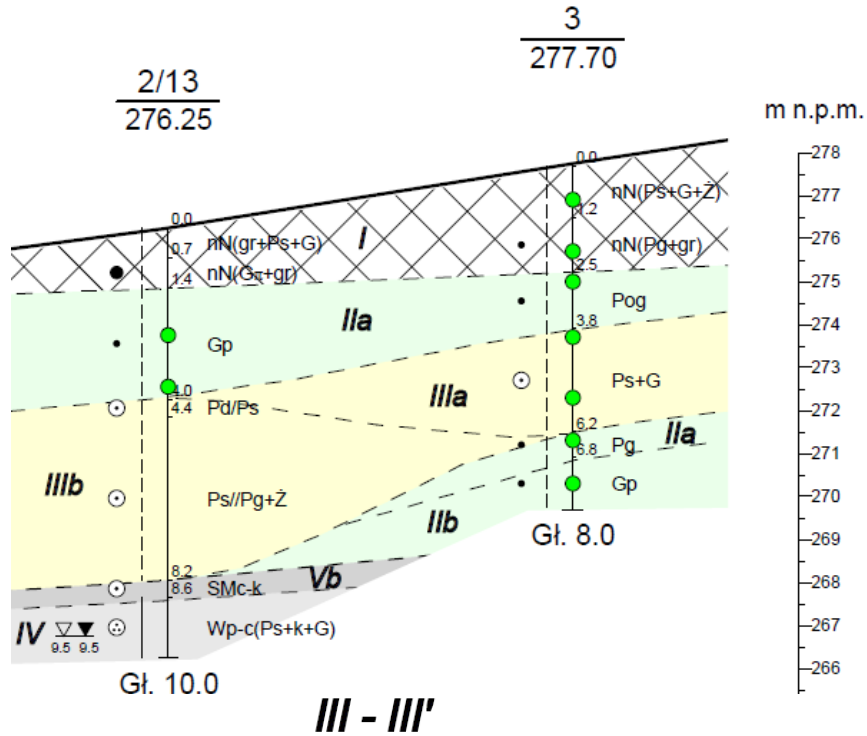 3
277.70
2/13
276.25
m n.p.m.
278
277
276
275
274
273
272
271
270
269
268
267
266
0.0
0.7
1.4
4.0
4.4
8.2
8.6
nN(gr+Ps+G)
nN(Gπ+gr)
Gp
Pd/Ps
Ps//Pg+Ż
SMc-k
Wp-c(Ps+k+G)
Gł. 10.0
0.0
1.2
2.5
3.8
6.2
6.8
nN(Ps+G+Ż)
nN(Pg+gr)
Pog
Ps+G
Pg
Gp
Gł. 8.0
I
IIa
IIIa
IIa
IIIb
IIb
Vb
IV
9.5 9.5
III - III'